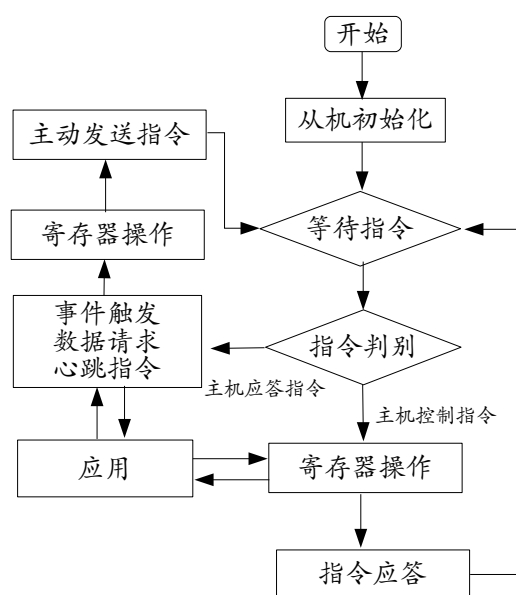 开始
从机初始化
主动发送指令
等待指令
寄存器操作
事件触发
数据请求
心跳指令
指令判别
主机应答指令
主机控制指令
应用
寄存器操作
指令应答